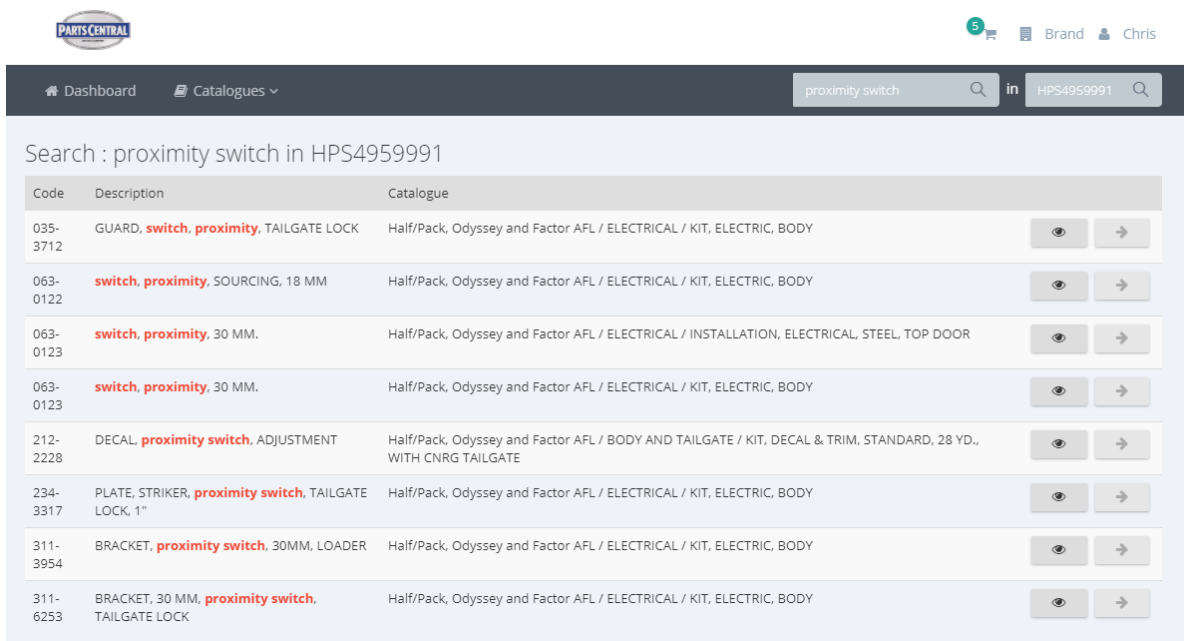 PARTS CENTRAL
5
Brand
Chris
Dashboard
Catalogues
proximity switch
in
HPS4959991
Search : proximity switch in HPS4959991
Code Description Catalogue
035-
3712
GUARD, switch, proximity, TAILGATE LOCK
Half/Pack, Odyssey and Factor AFL / ELECTRICAL / KIT, ELECTRIC, BODY
063-
0122
switch, proximity, SOURCING, 18 MM
Half/Pack, Odyssey and Factor AFL / ELECTRICAL / KIT, ELECTRIC, BODY
063-
0123
switch, proximity, 30 MM.
Half/Pack, Odyssey and Factor AFL / ELECTRICAL / INSTALLATION, ELECTRICAL, STEEL, TOP DOOR
063-
0123
switch, proximity, 30 MM.
Half/Pack, Odyssey and Factor AFL / ELECTRICAL / KIT, ELECTRIC, BODY
212-
2228
DECAL, proximity switch, ADJUSTMENT
Half/Pack, Odyssey and Factor AFL / BODY AND TAILGATE / KIT, DECAL & TRIM, STANDARD, 28 YD.,
WITH CNRG TAILGATE
234-
3317
PLATE, STRIKER, proximity switch, TAILGATE
LOCK, 1"
Half/Pack, Odyssey and Factor AFL / ELECTRICAL / KIT, ELECTRIC, BODY
311-
3954
BRACKET, proximity switch, 30MM, LOADER
Half/Pack, Odyssey and Factor AFL / ELECTRICAL / KIT, ELECTRIC, BODY
311-
6253
BRACKET, 30 MM, proximity switch,
TAILGATE LOCK
Half/Pack, Odyssey and Factor AFL / ELECTRICAL / KIT, ELECTRIC, BODY